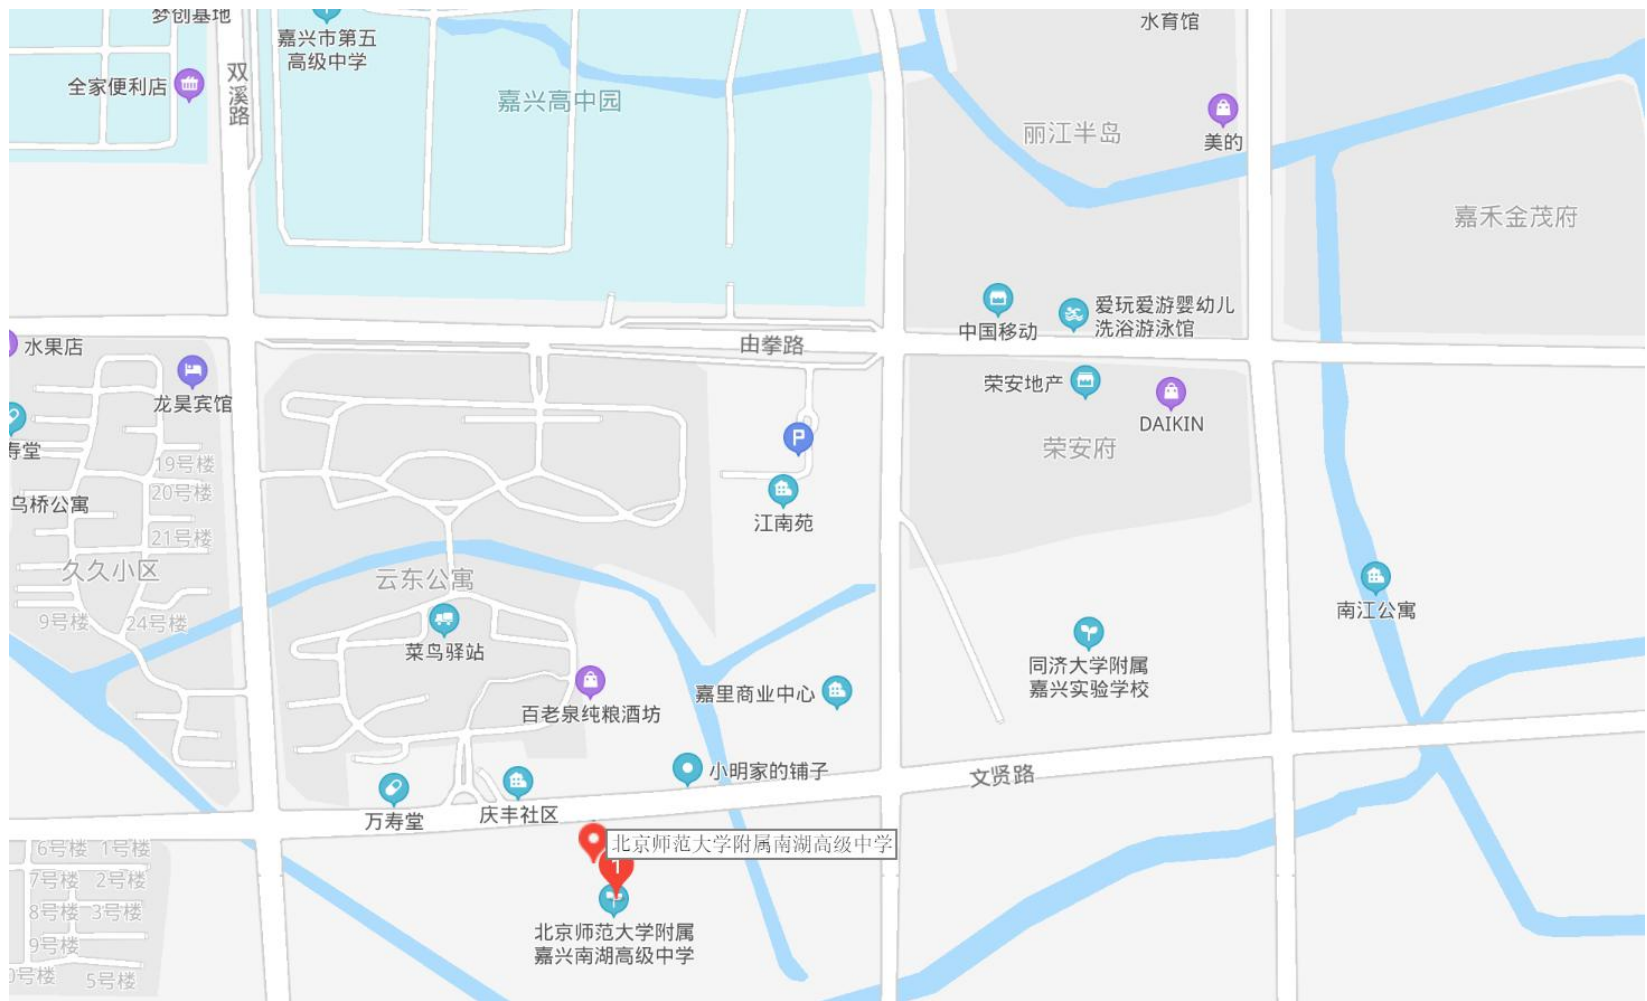 梦创基地
嘉兴市第五
高级中学
水育馆
全家便利店
双溪路
嘉兴高中园
丽江半岛
美的
嘉禾金茂府
中国移动
爱玩爱游婴幼儿
洗浴游泳馆
由拳路
水果店
龙昊宾馆
寿堂
荣安地产
DAIKIN
荣安府
19号楼
20号楼
乌桥公寓
21号楼
江南苑
久久小区
云东公寓
9号楼
24号楼
南江公寓
菜鸟驿站
同济大学附属
嘉兴实验学校
嘉里商业中心
百老泉纯粮酒坊
小明家的铺子
文贤路
万寿堂
庆丰社区
北京师范大学附属南湖高级中学
1
6号楼
1号楼
7号楼
2号楼
8号楼
3号楼
9号楼
0号楼
5号楼
北京师范大学附属
嘉兴南湖高级中学
P